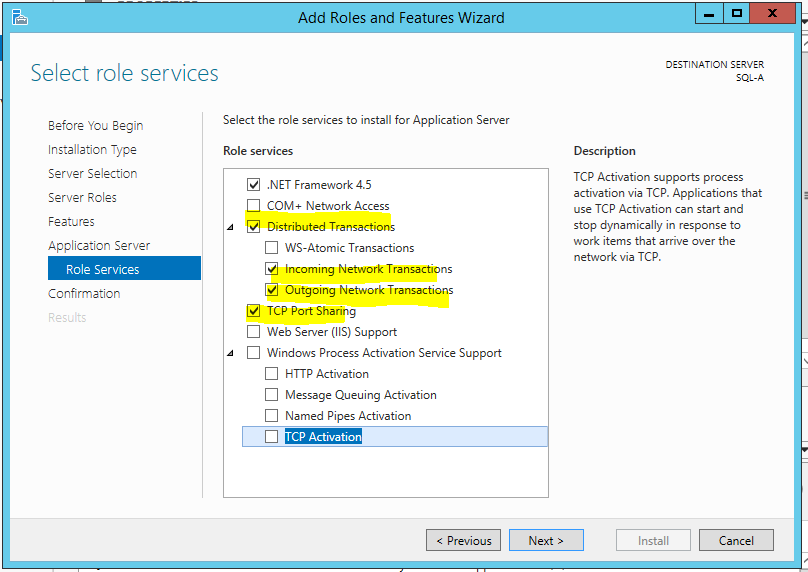 Add Roles and Features Wizard
Select role services
DESTINATION SERVER
SQL-A
Before You Begin
Installation Type
Server Selection
Server Roles
Features
Application Server
Role Services
Confirmation
Results
Select the role services to install for Application Server
Role services
.NET Framework 4.5
COM+ Network Access
Distributed Transactions
WS-Atomic Transactions
Incoming Network Transactions
Outgoing Network Transactions
TCP Port Sharing
Web Server (IIS) Support
Windows Process Activation Service Support
HTTP Activation
Message Queuing Activation
Named Pipes Activation
TCP Activation
Description
TCP Activation supports process
activation via TCP. Applications that
use TCP Activation can start and
stop dynamically in response to
work items that arrive over the
network via TCP.
< Previous
Next >
Install
Cancel